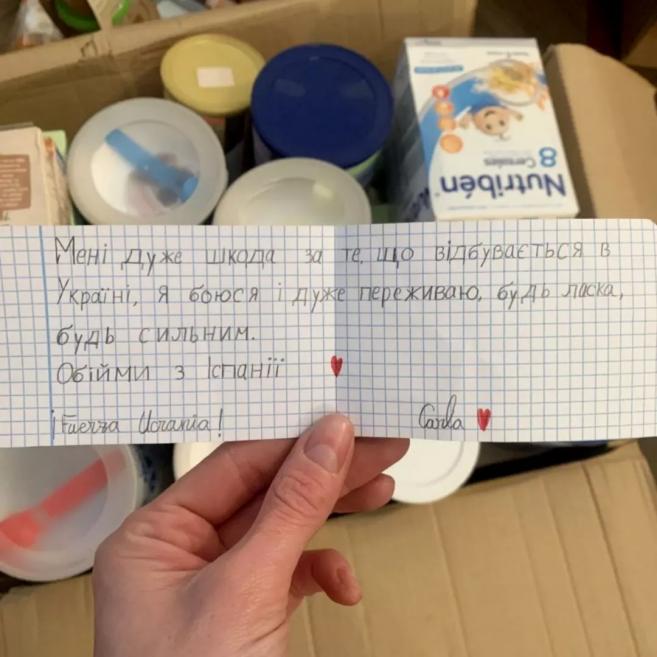 Nutribén
8 Cereales
Мені дуже шкода за те, що відбувається в
Україні, я боюся і дуже переживаю, будь ласка,
будь сильним.
Обійми з Іспанії ♥
¡Fuerza Ucrania! Carla ♥